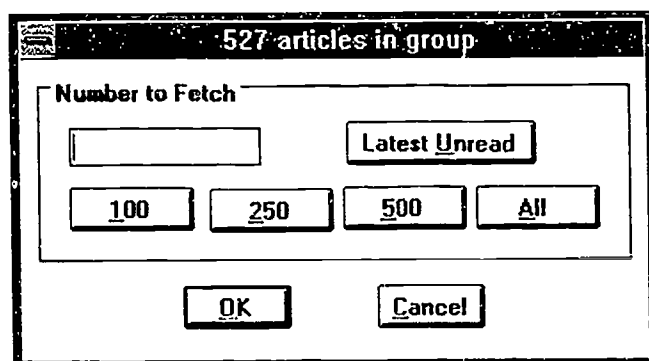 527 articles in group
Number to Fetch
Latest Unread
100 250 500 All
OK Cancel